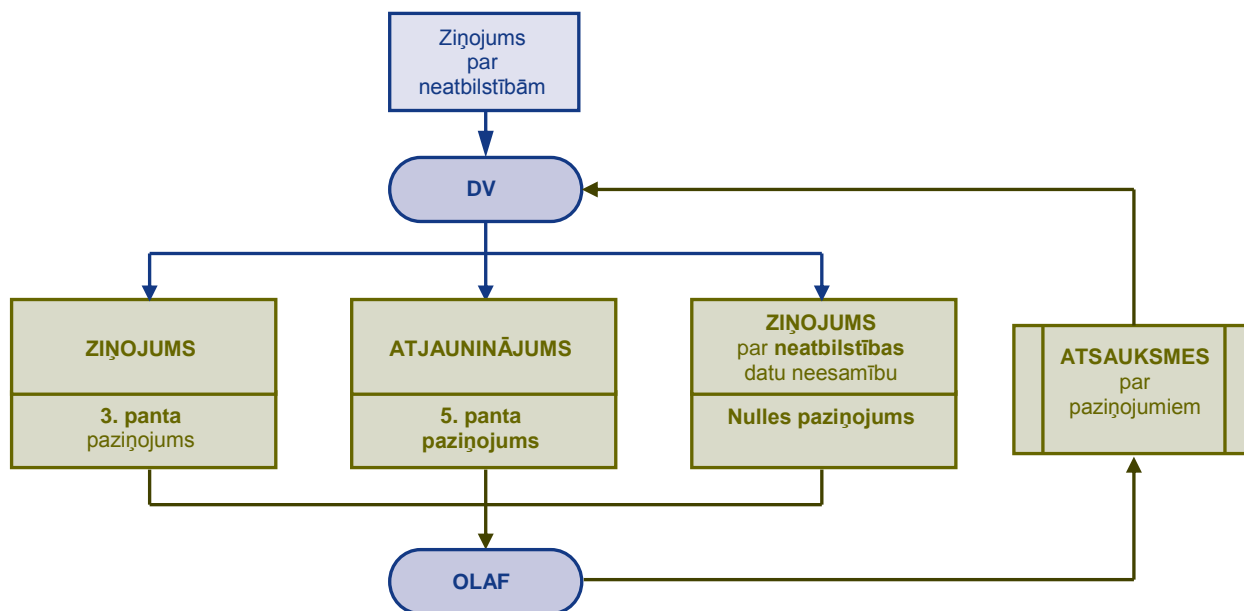 Ziņojums
par
neatbilstībām
DV
ZIŅOJUMS
3. panta
paziņojums
ATJAUNINĀJUMS
5. panta
paziņojums
ZIŅOJUMS
par neatbilstības
datu neesamību
Nulles paziņojums
ATSAUKSMES
par
paziņojumiem
OLAF